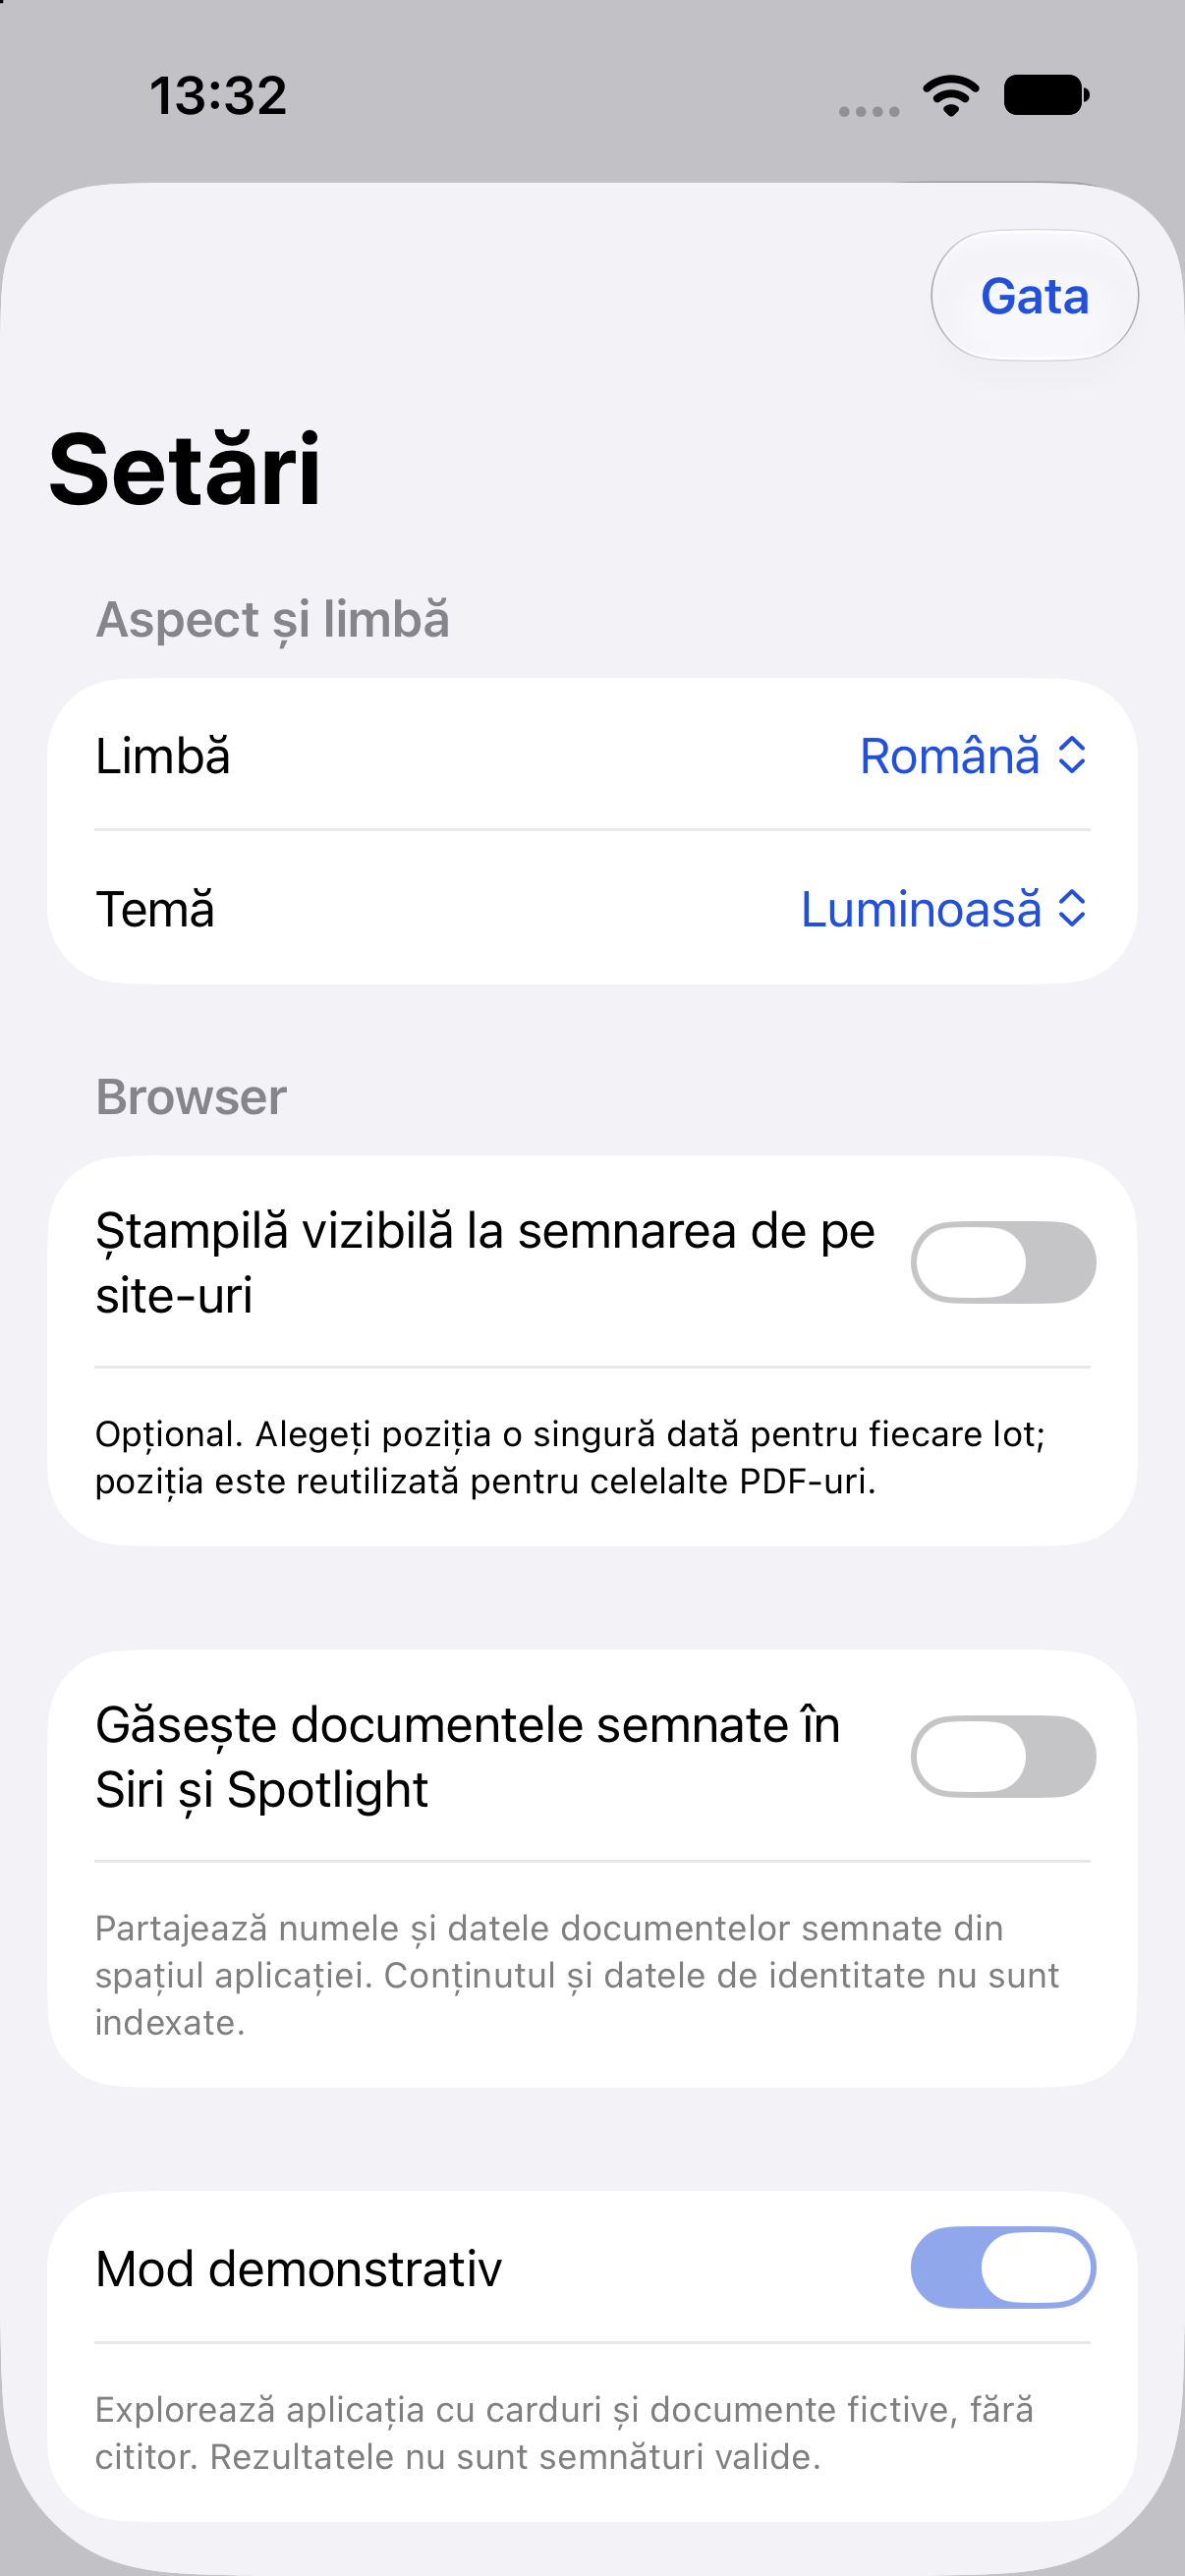 13:32
Gata
Setări
Aspect și limbă
Limbă
Română
Temă
Luminoasă
Browser
Ștampilă vizibilă la semnarea de pe
site-uri
Opțional. Alegeți poziția o singură dată pentru fiecare lot;
poziția este reutilizată pentru celelalte PDF-uri.
Găsește documentele semnate în
Siri și Spotlight
Partajează numele și datele documentelor semnate din
spațiul aplicației. Conținutul și datele de identitate nu sunt
indexate.
Mod demonstrativ
Explorează aplicația cu carduri și documente fictive, fără
cititor. Rezultatele nu sunt semnături valide.